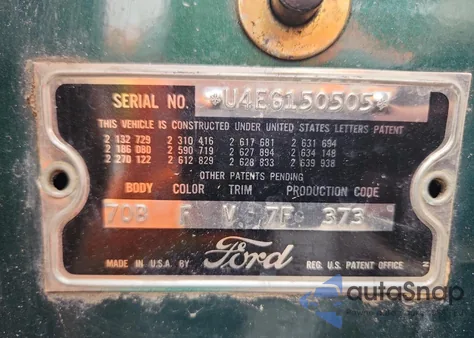 SERIAL NO. *U4EG150505*
THIS VEHICLE IS CONSTRUCTED UNDER UNITED STATES LETTERS PATENT
2 132 729 2 310 416 2 617 681 2 631 694
2 186 080 2 590 719 2 627 894 2 634 148
2 270 122 2 612 829 2 628 833 2 639 938
OTHER PATENTS PENDING
BODY COLOR TRIM PRODUCTION CODE
70B F V 373
MADE IN U.S.A. BY Ford REG. U.S. PATENT OFFICE
autoSnap